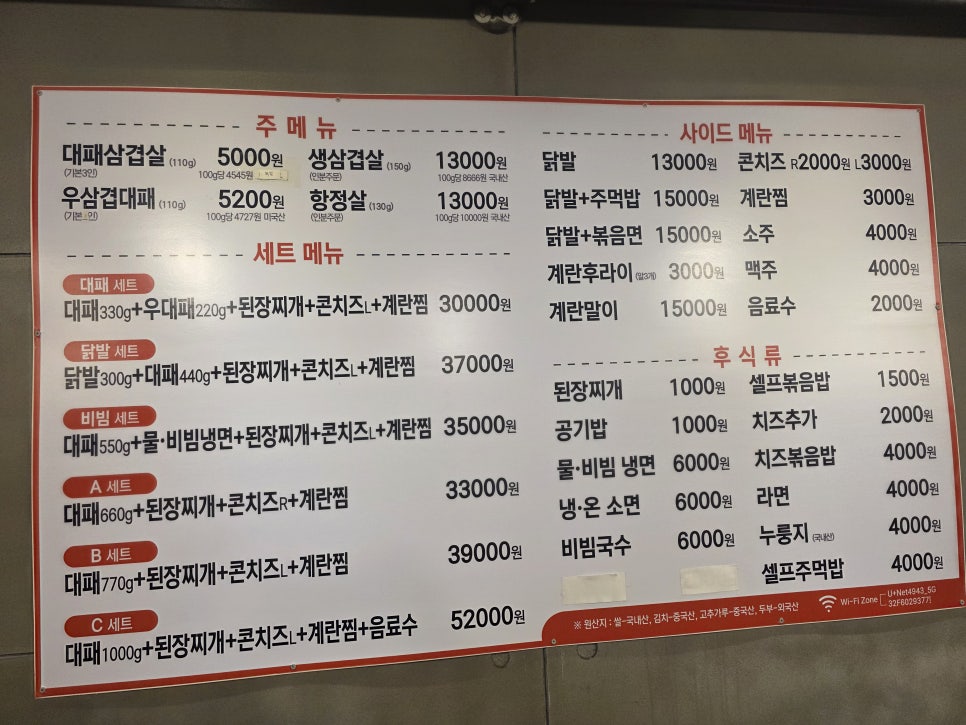 주 메 뉴
대패삼겹살 (110g) 5000원
(기본3인) 100g당 4545원
생삼겹살 (150g) 13000원
(인분주문) 100g당 8666원 국내산
우삼겹대패 (110g) 5200원
100g당 4727원 미국산
항정살 (130g) 13000원
(인분주문) 100g당 10000원 국내산
세트 메뉴
대패 세트
대패330g+우대패220g+된장찌개+콘치즈L+계란찜 30000원
닭발 세트
닭발300g+대패440g+된장찌개+콘치즈L+계란찜 37000원
비빔 세트
대패550g+물·비빔냉면+된장찌개+콘치즈L+계란찜 35000원
A 세트
대패660g+된장찌개+콘치즈R+계란찜 33000원
B 세트
대패770g+된장찌개+콘치즈L+계란찜 39000원
C 세트
대패1000g+된장찌개+콘치즈L+계란찜+음료수 52000원
사이드 메뉴
닭발 13000원 콘치즈 R2000원 L3000원
닭발+주먹밥 15000원 계란찜 3000원
닭발+볶음면 15000원 소주 4000원
계란후라이 (알3개) 3000원 맥주 4000원
계란말이 15000원 음료수 2000원
후 식 류
된장찌개 1000원 셀프볶음밥 1500원
공기밥 1000원 치즈추가 2000원
물·비빔 냉면 6000원 치즈볶음밥 4000원
냉·온 소면 6000원 라면 4000원
비빔국수 6000원 누룽지 (국내산) 4000원
셀프주먹밥 4000원
※ 원산지 : 쌀-국내산, 김치-중국산, 고추가루-중국산, 두부-외국산
Wi-Fi Zone U+Net4943_5G
32F6029377!